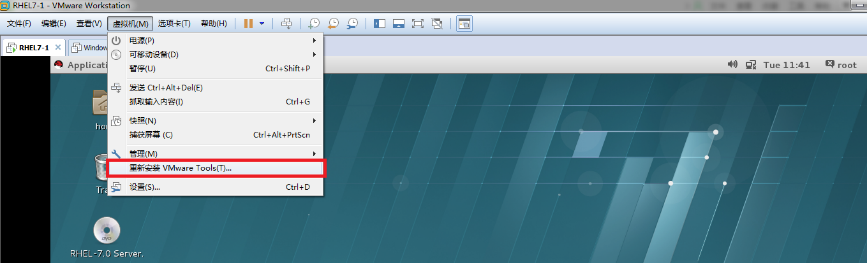 RHEL7-1 - VMware Workstation
文件(F) 编辑(E) 查看(V) 虚拟机(M) 选项卡(T) 帮助(H)
RHEL7-1 Window
电源(P)
可移动设备(D)
暂停(U) Ctrl+Shift+P
发送 Ctrl+Alt+Del(E)
抓取输入内容(I) Ctrl+G
快照(N)
捕获屏幕 (C) Ctrl+Alt+PrtScn
管理(M)
重新安装 VMware Tools(T)...
设置(S)... Ctrl+D
Applicatio
Tue 11:41 root
hom
Tra
RHEL-7.0 Server.